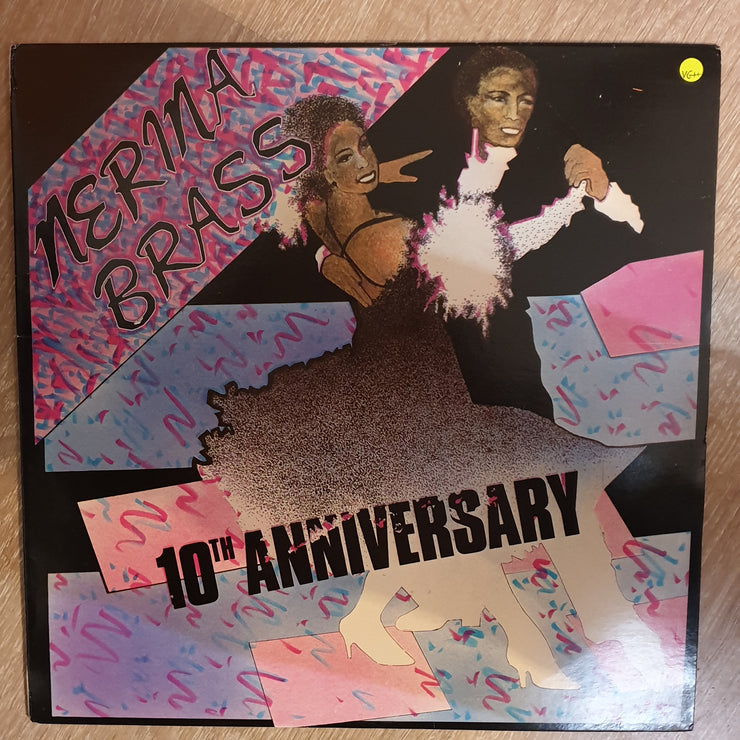 NERINA
BRASS
VG++
10TH ANNIVERSARY